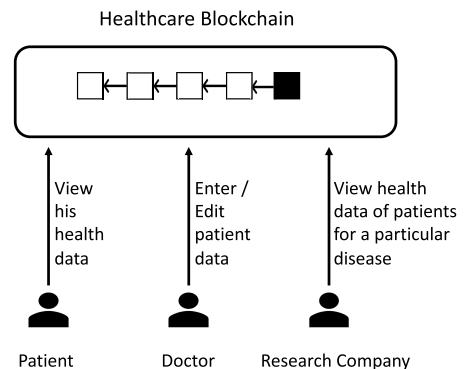 Healthcare Blockchain
View
his
health
data
Enter /
Edit
patient
data
View health
data of patients
for a particular
disease
Patient
Doctor
Research Company